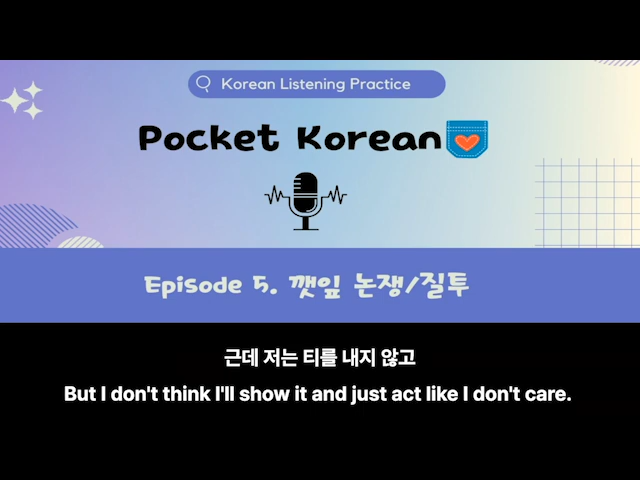 Korean Listening Practice
Pocket Korean
Episode 5. 깻잎 논쟁/질투
근데 저는 티를 내지 않고
But I don't think I'll show it and just act like I don't care.